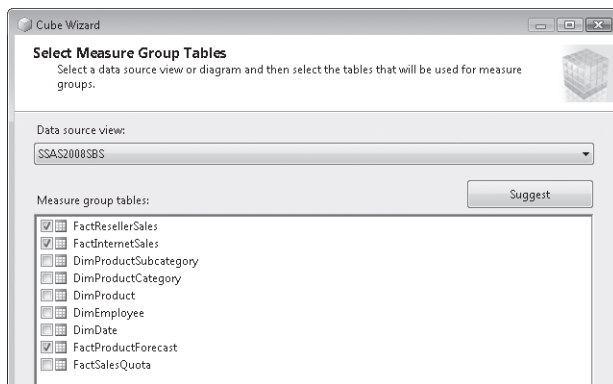 Cube Wizard
Select Measure Group Tables
Select a data source view or diagram and then select the tables that will be used for measure
groups.
Data source view:
SSAS2008SBS
Measure group tables:
Suggest
FactResellerSales
FactInternetSales
DimProductSubcategory
DimProductCategory
DimProduct
DimEmployee
DimDate
FactProductForecast
FactSalesQuota